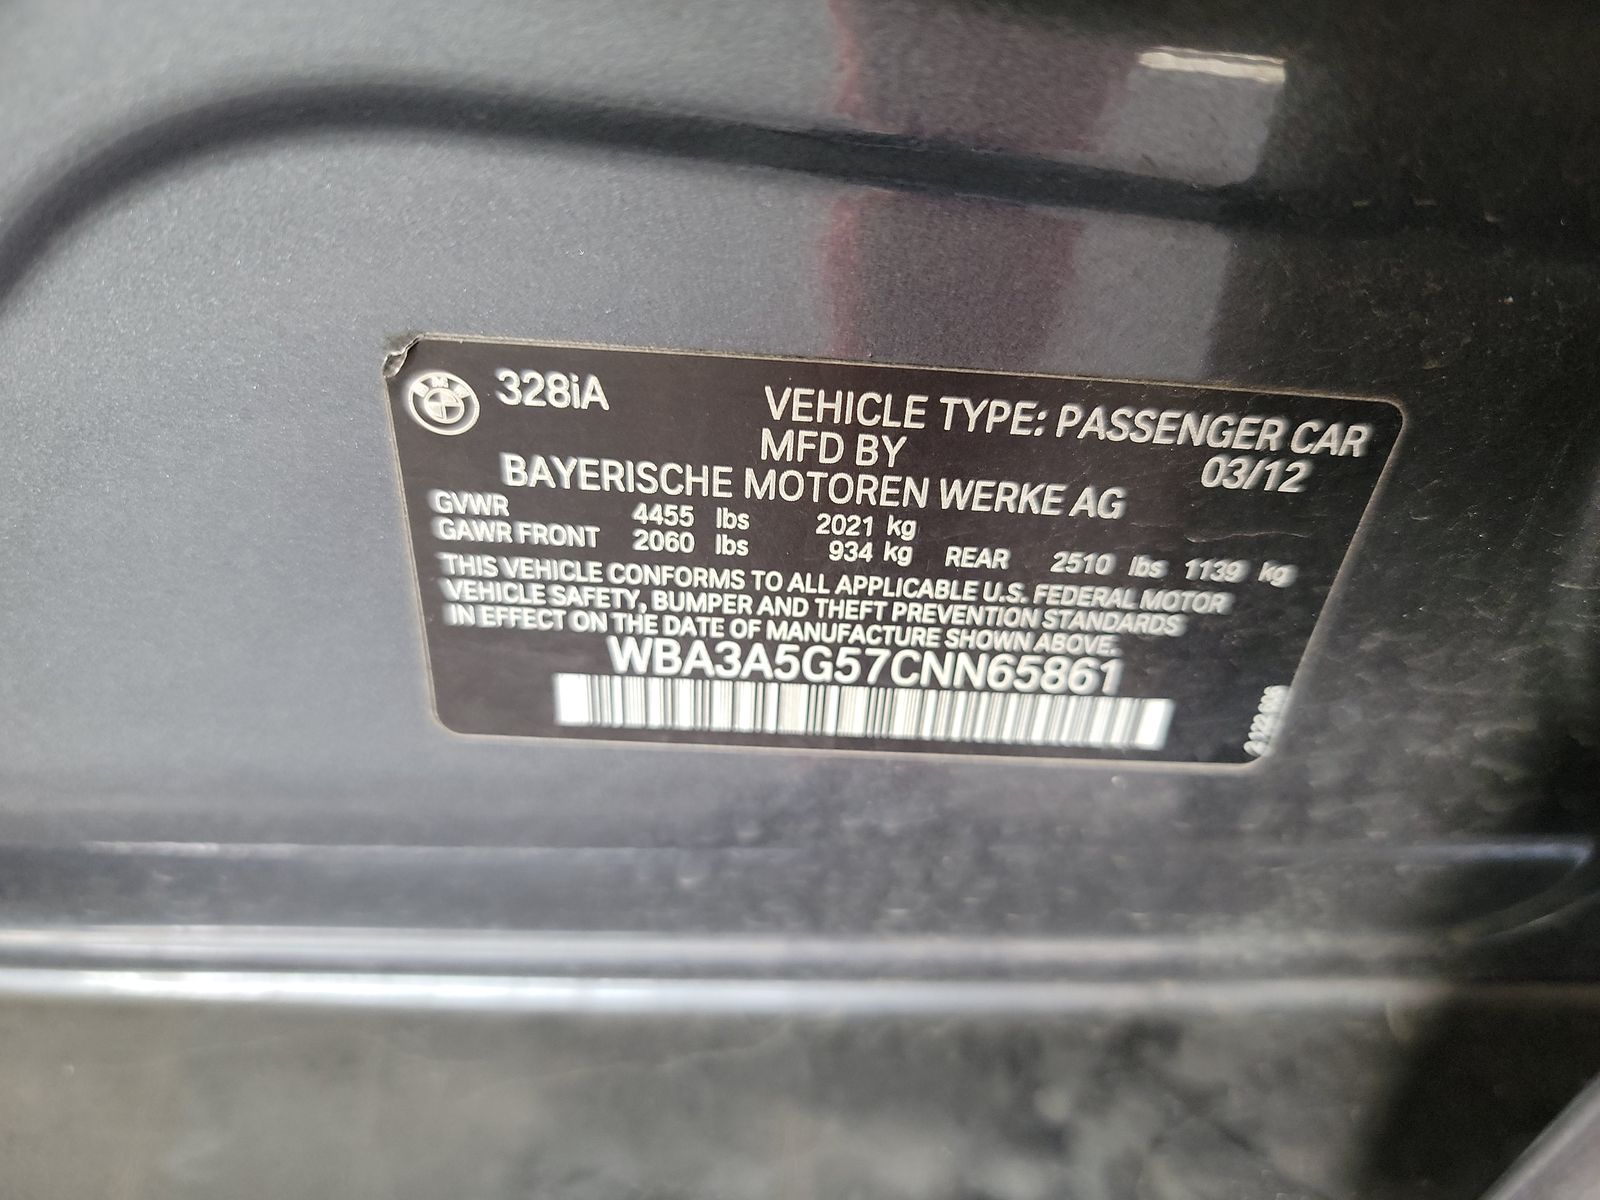 BMW 328iA
VEHICLE TYPE: PASSENGER CAR
MFD BY 03/12
BAYERISCHE MOTOREN WERKE AG
GVWR 4455 lbs 2021 kg
GAWR FRONT 2060 lbs 934 kg REAR 2510 lbs 1139 kg
THIS VEHICLE CONFORMS TO ALL APPLICABLE U.S. FEDERAL MOTOR
VEHICLE SAFETY, BUMPER AND THEFT PREVENTION STANDARDS
IN EFFECT ON THE DATE OF MANUFACTURE SHOWN ABOVE.
WBA3A5G57CNN65861